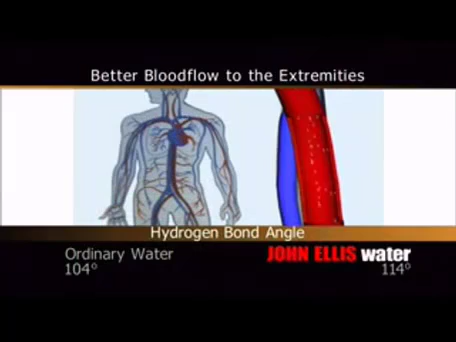 Better Bloodflow to the Extremities
Hydrogen Bond Angle
Ordinary Water
104°
JOHN ELLIS water
114°